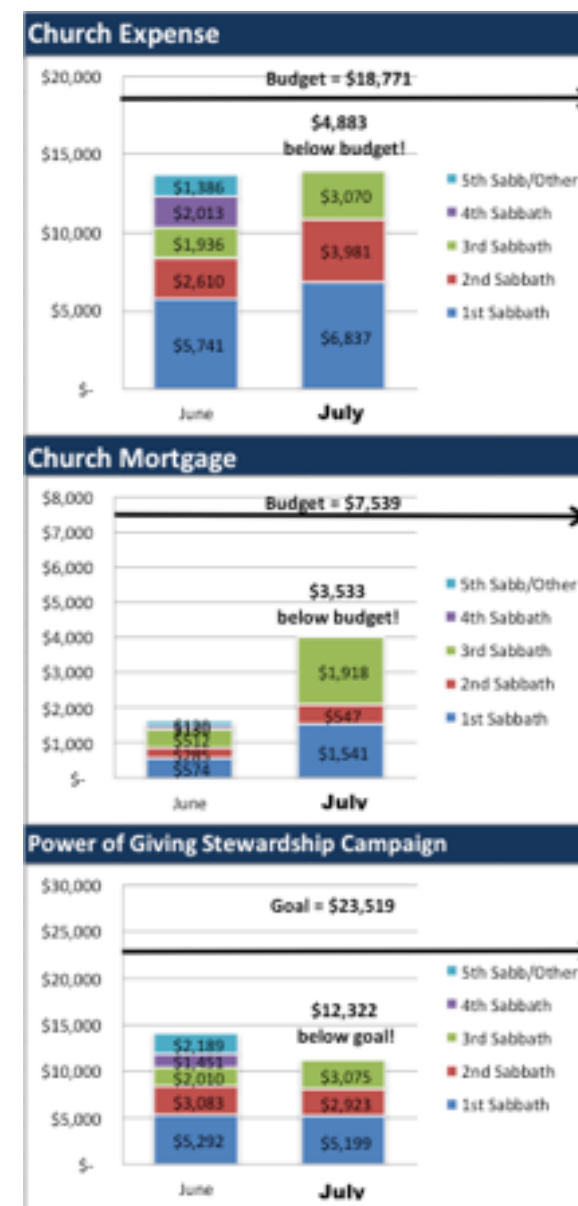 Church Expense
$20,000
Budget = $18,771
$4,883
$15,000
below budget!
$1,386
5th Sabb/Other
$3,070
$2,013
4th Sabbath
$10,000
$1,936
3rd Sabbath
$3,981
$2,610
2nd Sabbath
$5,000
1st Sabbath
$5,741
$6,837
$-
June
July
Church Mortgage
$8,000
Budget = $7,539
$7,000
$6,000
$3,533
5th Sabb/Other
$5,000
below budget!
4th Sabbath
$4,000
3rd Sabbath
$3,000
$1,918
2nd Sabbath
$2,000
$547
1st Sabbath
$512
$1,000
$285
$1,541
$574
$-
June
July
Power of Giving Stewardship Campaign
$30,000
Goal = $23,519
$25,000
5th Sabb/Other
$20,000
$12,322
4th Sabbath
$15,000
below goal!
3rd Sabbath
$2,189
$1,451
$10,000
$2,010
$3,075
2nd Sabbath
$3,083
$2,923
1st Sabbath
$5,000
$5,292
$5,199
$-
June
July